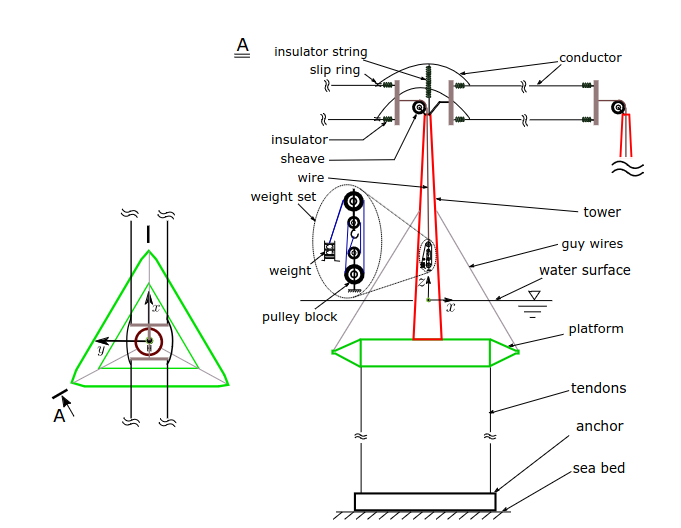 A
insulator string
slip ring
conductor
insulator
sheave
wire
weight set
tower
guy wires
water surface
weight
z
x
pulley block
platform
x
y
A
tendons
anchor
sea bed